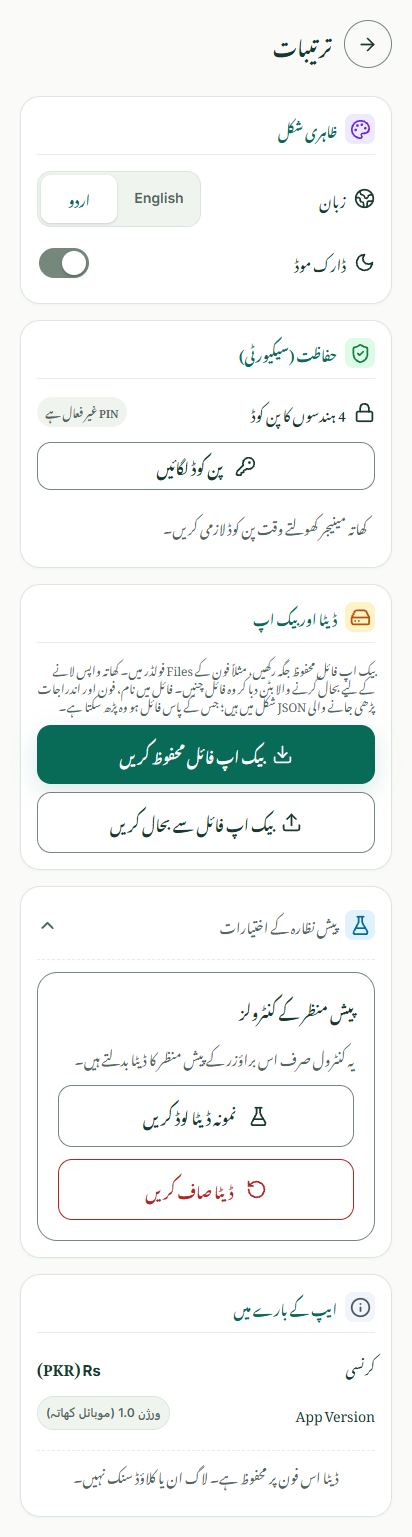 ترتیبات
ظاہری شکل
زبان
English
اردو
ڈارک موڈ
حفاظت (سیکیورٹی)
4 ہندسوں کا پن کوڈ
PIN غیر فعال ہے
پن کوڈ لگائیں
کھاتہ مینیجر کھولتے وقت پن کوڈ لازمی کریں۔
ڈیٹا اور بیک اپ
بیک اپ فائل محفوظ جگہ رکھیں، مثلاً فون کے Files فولڈر میں۔ کھاتہ واپس لانے
کے لیے بحال کرنے والا بٹن دبا کر وہ فائل چنیں۔ فائل میں نام، فون اور اندراجات
پڑھی جانے والی JSON شکل میں ہیں؛ جس کے پاس فائل ہو وہ پڑھ سکتا ہے۔
بیک اپ فائل محفوظ کریں
بیک اپ فائل سے بحال کریں
پیش نظارہ کے اختیارات
پیش منظر کے کنٹرولز
یہ کنٹرول صرف اس براؤزر کے پیش منظر کا ڈیٹا بدلتے ہیں۔
نمونہ ڈیٹا لوڈ کریں
ڈیٹا صاف کریں
ایپ کے بارے میں
کرنسی
Rs (PKR)
App Version
ورژن 1.0 (موبائل کھاتہ)
ڈیٹا اس فون پر محفوظ ہے۔ لاگ ان یا کلاؤڈ سنک نہیں۔